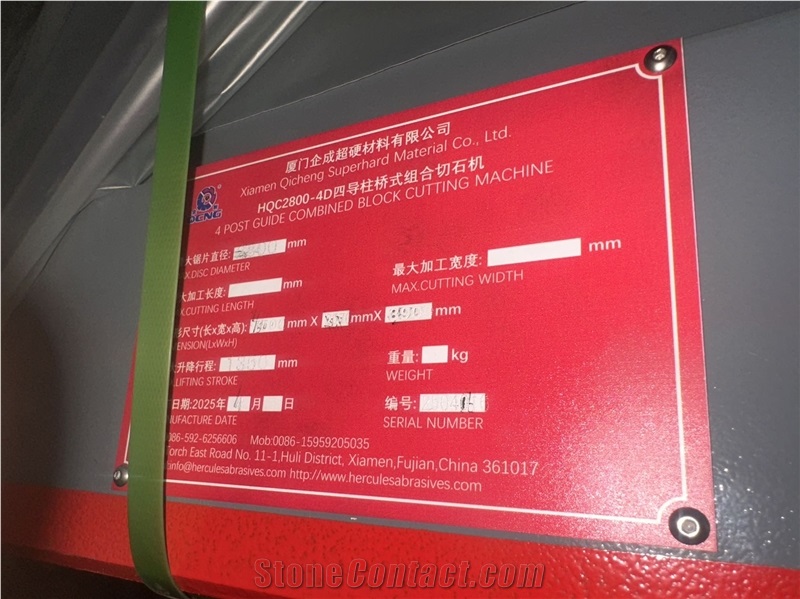 厦门企成超硬材料有限公司
Xiamen Qicheng Superhard Material Co., Ltd.
HQC2800-4D四导柱桥式组合切石机
4 POST GUIDE COMBINED BLOCK CUTTING MACHINE
大锯片直径: mm
DISC DIAMETER
最大加工宽度: mm
MAX.CUTTING WIDTH
大加工长度: mm
CUTTING LENGTH
尺寸(长x宽x高): mm X mmX mm
(LxWxH)
升降行程: mm
LIFTING STROKE
重量: kg
WEIGHT
日期:2025年 月 日
DATE
编号:
SERIAL NUMBER
0086-592-6256606 Mob:0086-15959205035
Torch East Road No. 11-1,Huli District, Xiamen,Fujian,China 361017
info@herculesabrasives.com http://www.herculesabrasives.com
StoneContact.com